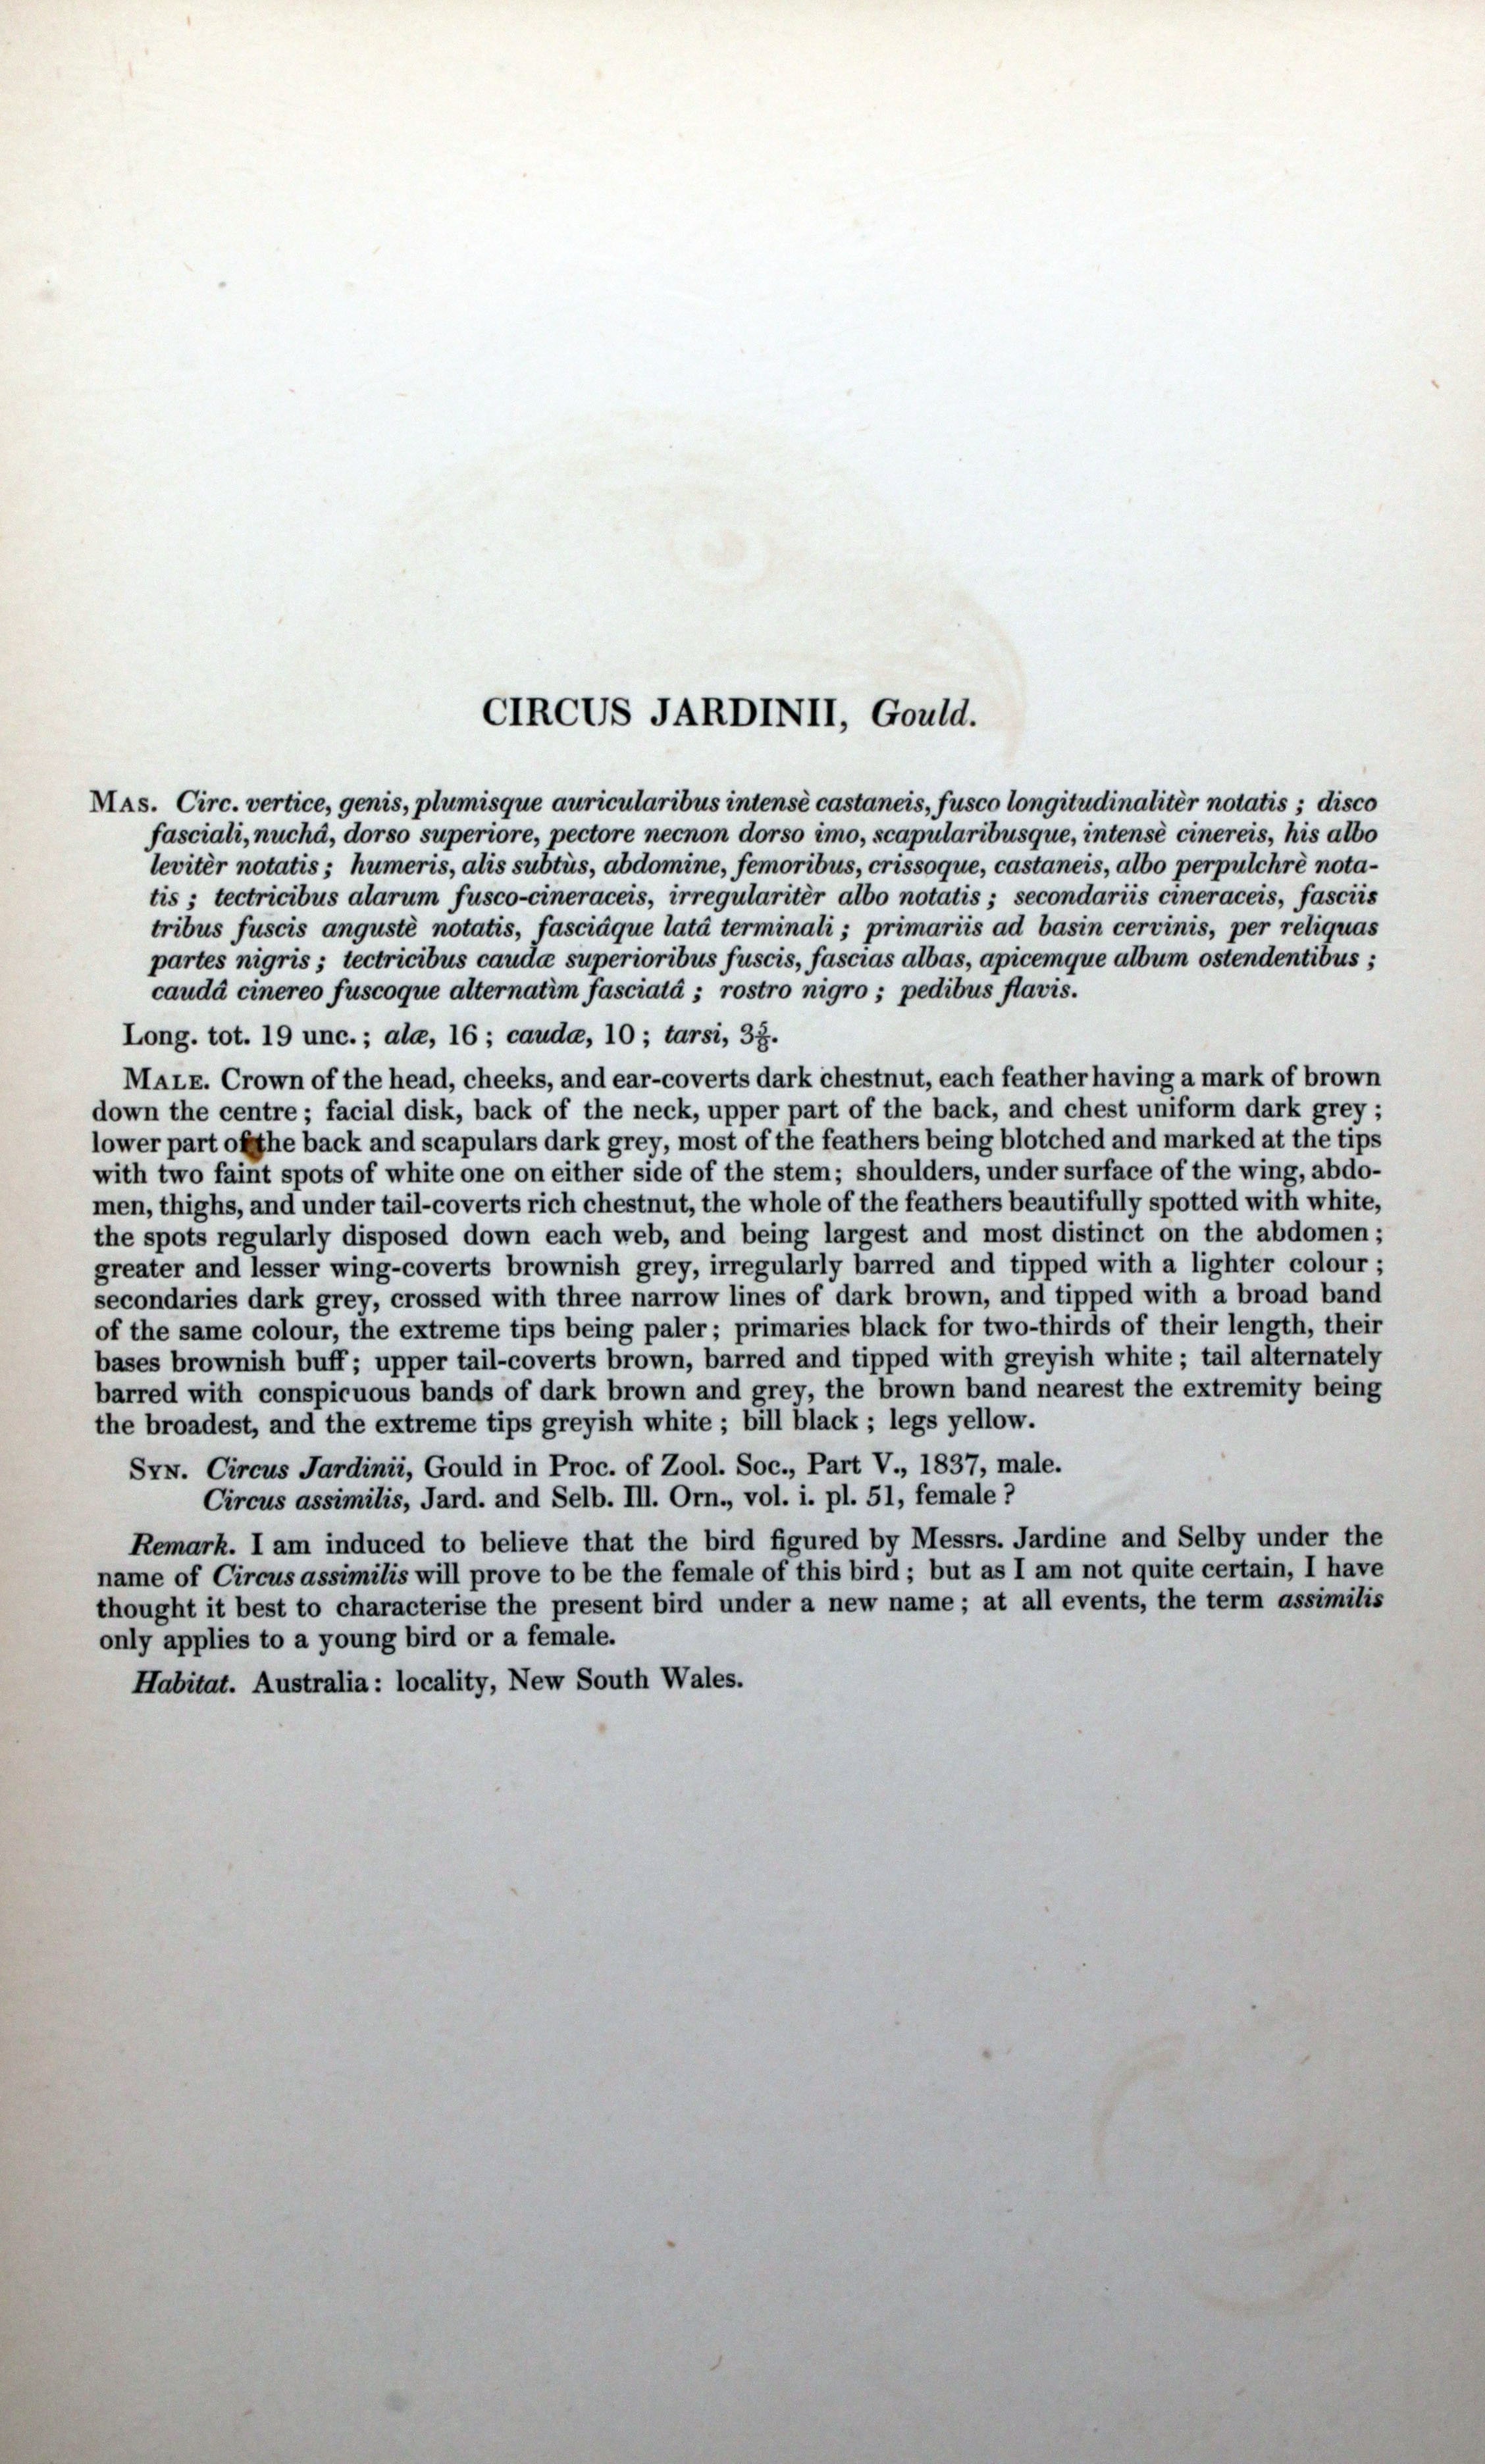 CIRCUS JARDINII, Gould.
MAS. Circ. vertice, genis, plumisque auricularibus intensè castaneis, fusco longitudinalitèr notatis ; disco
fasciali, nuchâ, dorso superiore, pectore necnon dorso imo, scapularibusque, intensè cinereis, his albo
levitèr notatis ; humeris, alis subtùs, abdomine, femoribus, crissoque, castaneis, albo perpulchrè nota-
tis ; tectricibus alarum fusco-cineraceis, irregularitèr albo notatis ; secondariis cineraceis, fasciis
tribus fuscis angustè notatis, fasciâque latâ terminali ; primariis ad basin cervinis, per reliquas
partes nigris ; tectricibus caudæ superioribus fuscis, fascias albas, apicemque album ostendentibus ;
caudâ cinereo fuscoque alternatìm fasciatâ ; rostro nigro ; pedibus flavis.
Long. tot. 19 unc. ; alæ, 16 ; caudæ, 10 ; tarsi,
MALE. Crown of the head, cheeks, and ear-coverts dark chestnut, each feather having a mark of brown
down the centre ; facial disk, back of the neck, upper part of the back, and chest uniform dark grey ;
lower part of the back and scapulars dark grey, most of the feathers being blotched and marked at the tips
with two faint spots of white one on either side of the stem ; shoulders, under surface of the wing, abdo-
men, thighs, and under tail-coverts rich chestnut, the whole of the feathers beautifully spotted with white,
the spots regularly disposed down each web, and being largest and most distinct on the abdomen ;
greater and lesser wing-coverts brownish grey, irregularly barred and tipped with a lighter colour ;
secondaries dark grey, crossed with three narrow lines of dark brown, and tipped with a broad band
of the same colour, the extreme tips being paler ; primaries black for two-thirds of their length, their
bases brownish buff ; upper tail-coverts brown, barred and tipped with greyish white ; tail alternately
barred with conspicuous bands of dark brown and grey, the brown band nearest the extremity being
the broadest, and the extreme tips greyish white ; bill black ; legs yellow.
SYN. Circus Jardinii, Gould in Proc. of Zool. Soc., Part V., 1837, male.
Circus assimilis, Jard. and Selb. Ill. Orn., vol. i. pl. 51, female ?
Remark. I am induced to believe that the bird figured by Messrs. Jardine and Selby under the
name of Circus assimilis will prove to be the female of this bird ; but as I am not quite certain, I have
thought it best to characterise the present bird under a new name ; at all events, the term assimilis
only applies to a young bird or a female.
Habitat. Australia : locality, New South Wales.